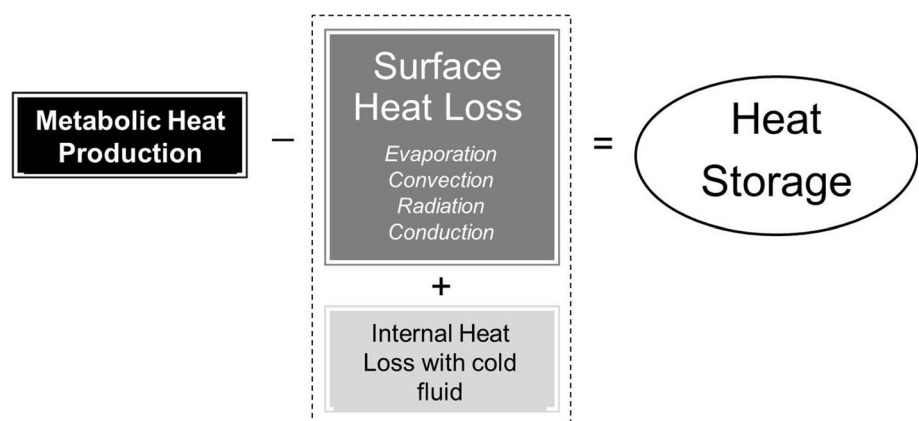 Metabolic Heat
Production
–
Surface
Heat Loss
Evaporation
Convection
Radiation
Conduction
+
Internal Heat
Loss with cold
fluid
=
Heat
Storage